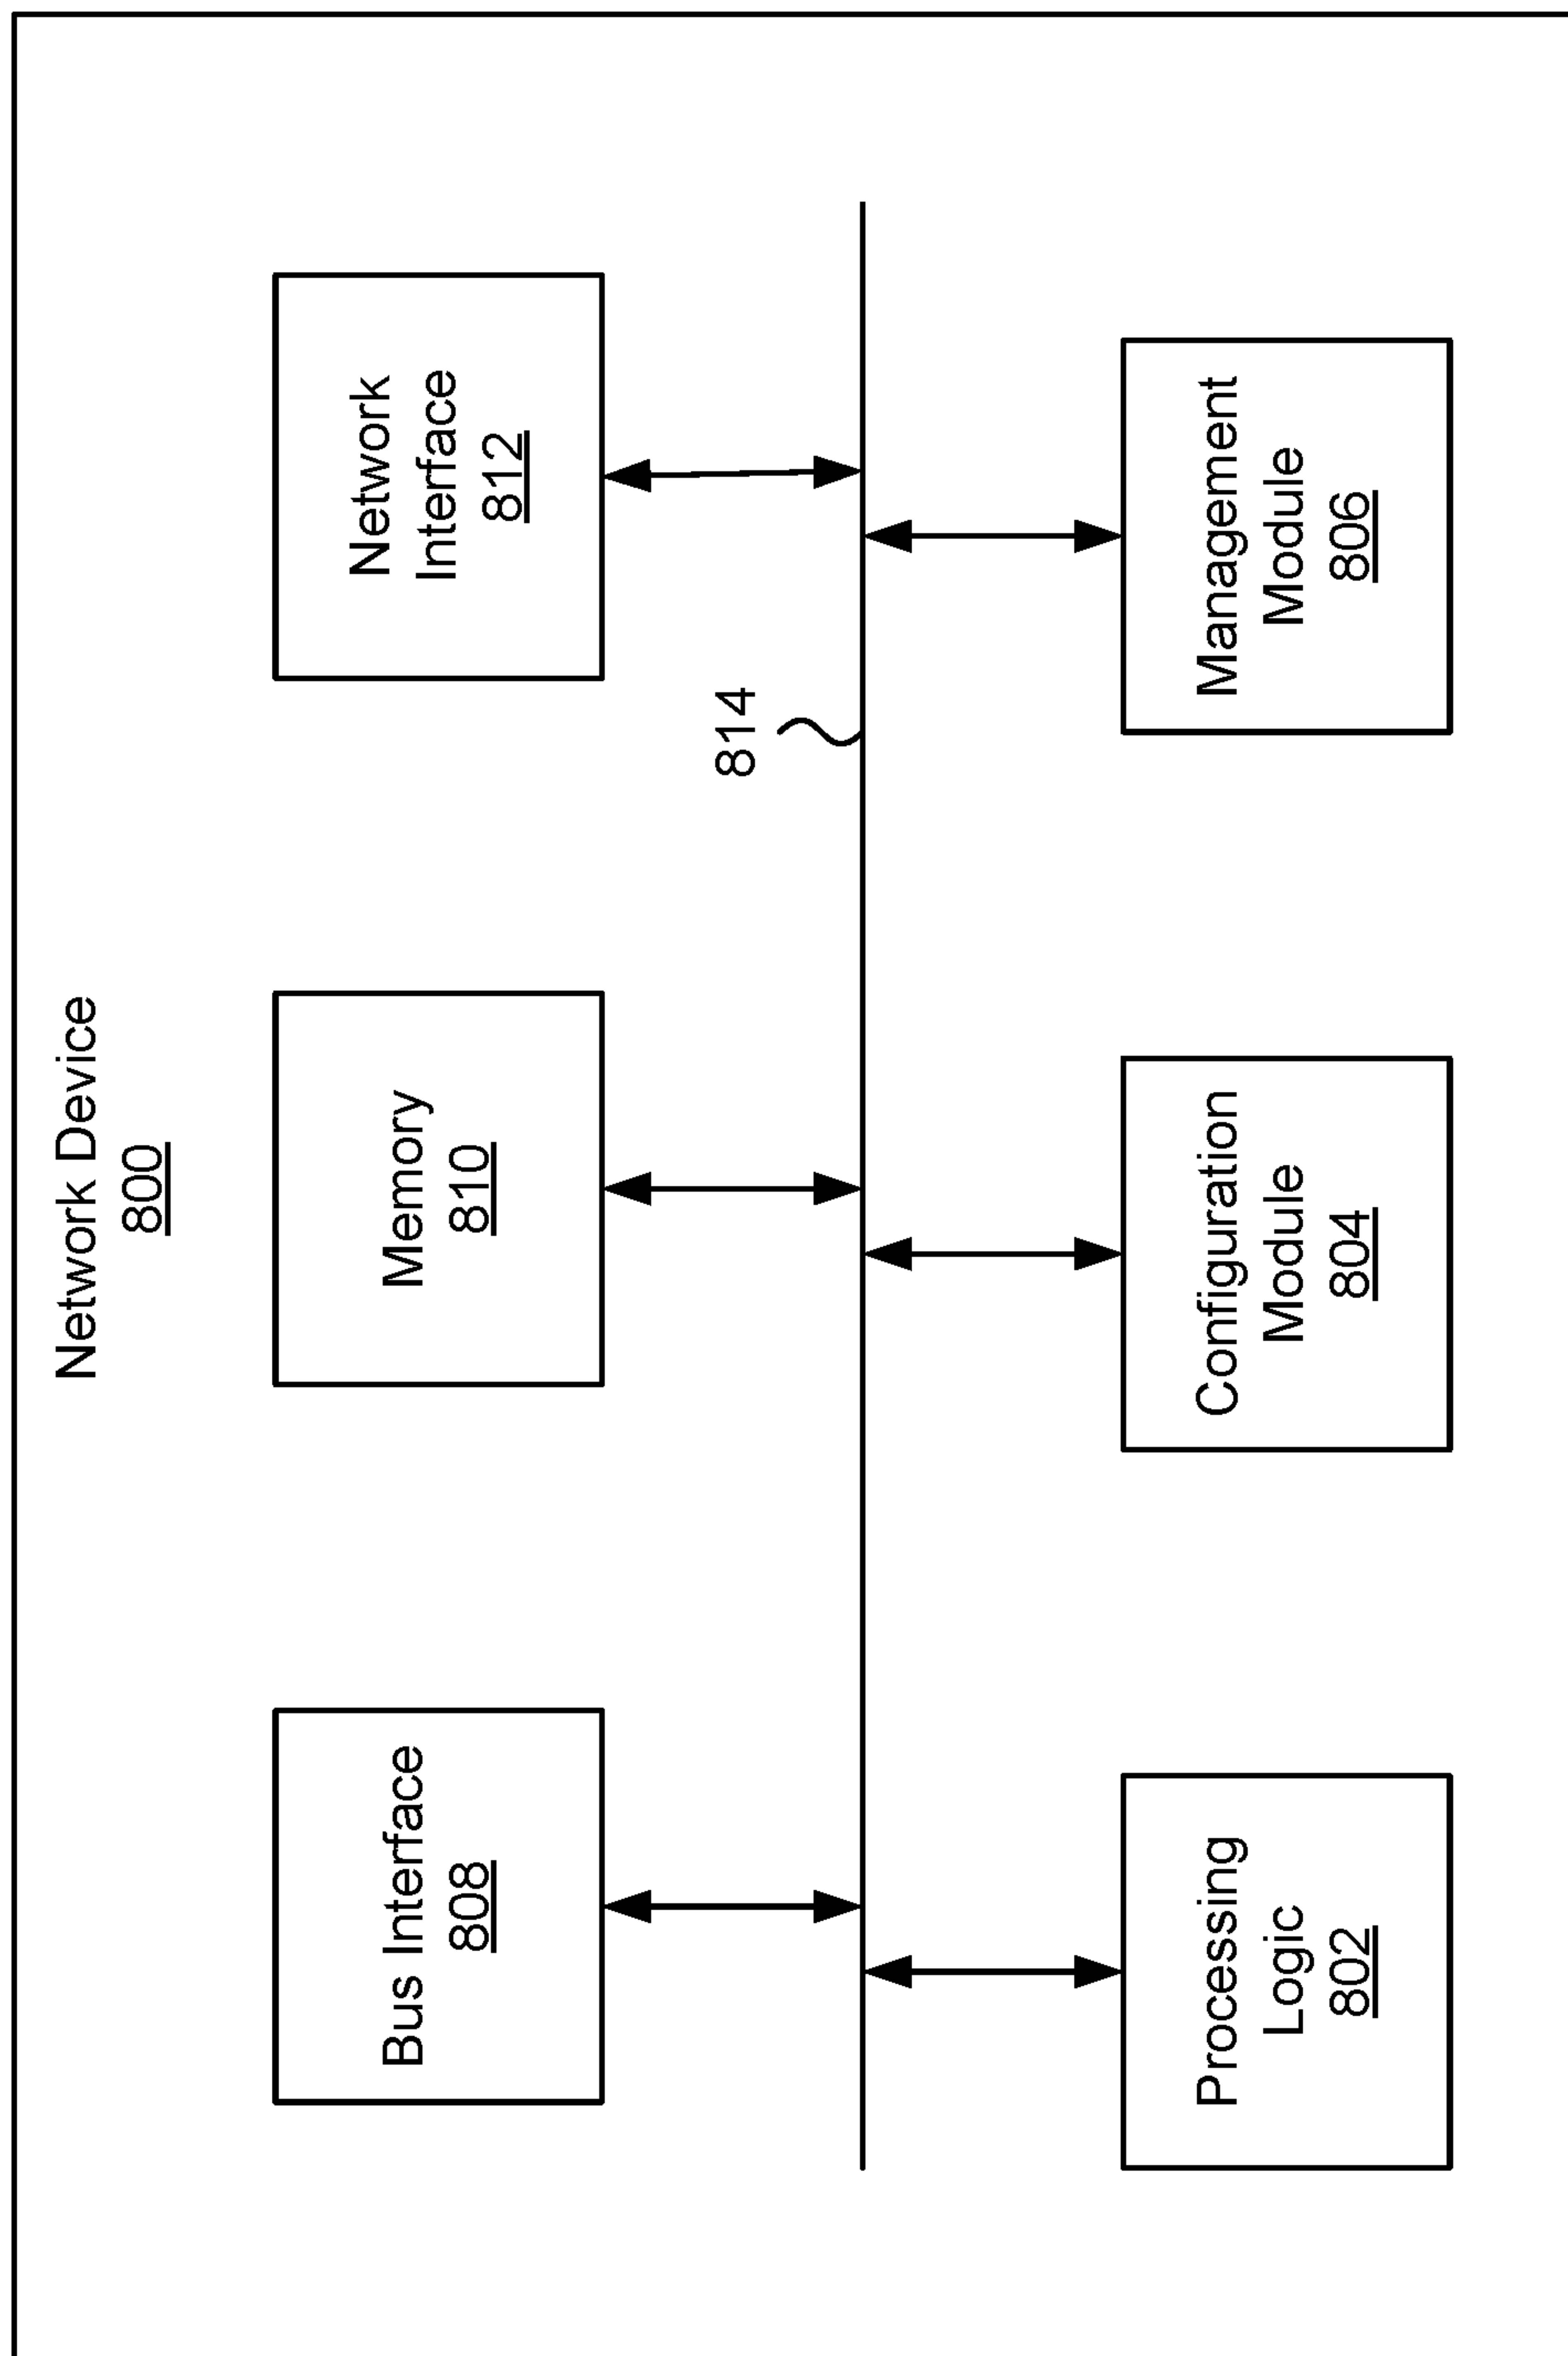 Network Device
800
Bus Interface
808
Memory
810
Network
Interface
812
814
Processing
Logic
802
Configuration
Module
804
Management
Module
806